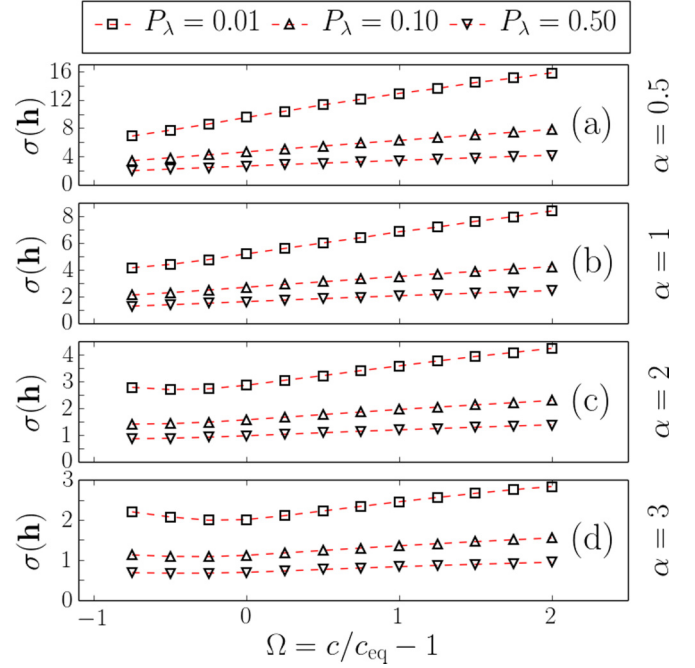 P_λ = 0.01 P_λ = 0.10 P_λ = 0.50
16
12
8
4
0
σ(h)
(a)
α = 0.5
8
6
4
2
0
σ(h)
(b)
α = 1
4
3
2
1
0
σ(h)
(c)
α = 2
3
2
1
0
σ(h)
(d)
α = 3
−1 0 1 2
Ω = c/c_eq − 1